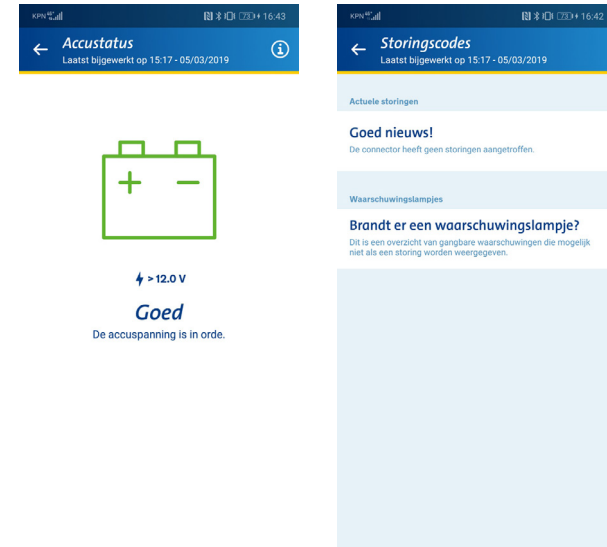 KPN 16:43
Accustatus
Laatst bijgewerkt op 15:17 - 05/03/2019
> 12.0 V
Goed
De accuspanning is in orde.
KPN 16:42
Storingscodes
Laatst bijgewerkt op 15:17 - 05/03/2019
Actuele storingen
Goed nieuws!
De connector heeft geen storingen aangetroffen.
Waarschuwingslampjes
Brandt er een waarschuwingslampje?
Dit is een overzicht van gangbare waarschuwingen die mogelijk
niet als een storing worden weergegeven.